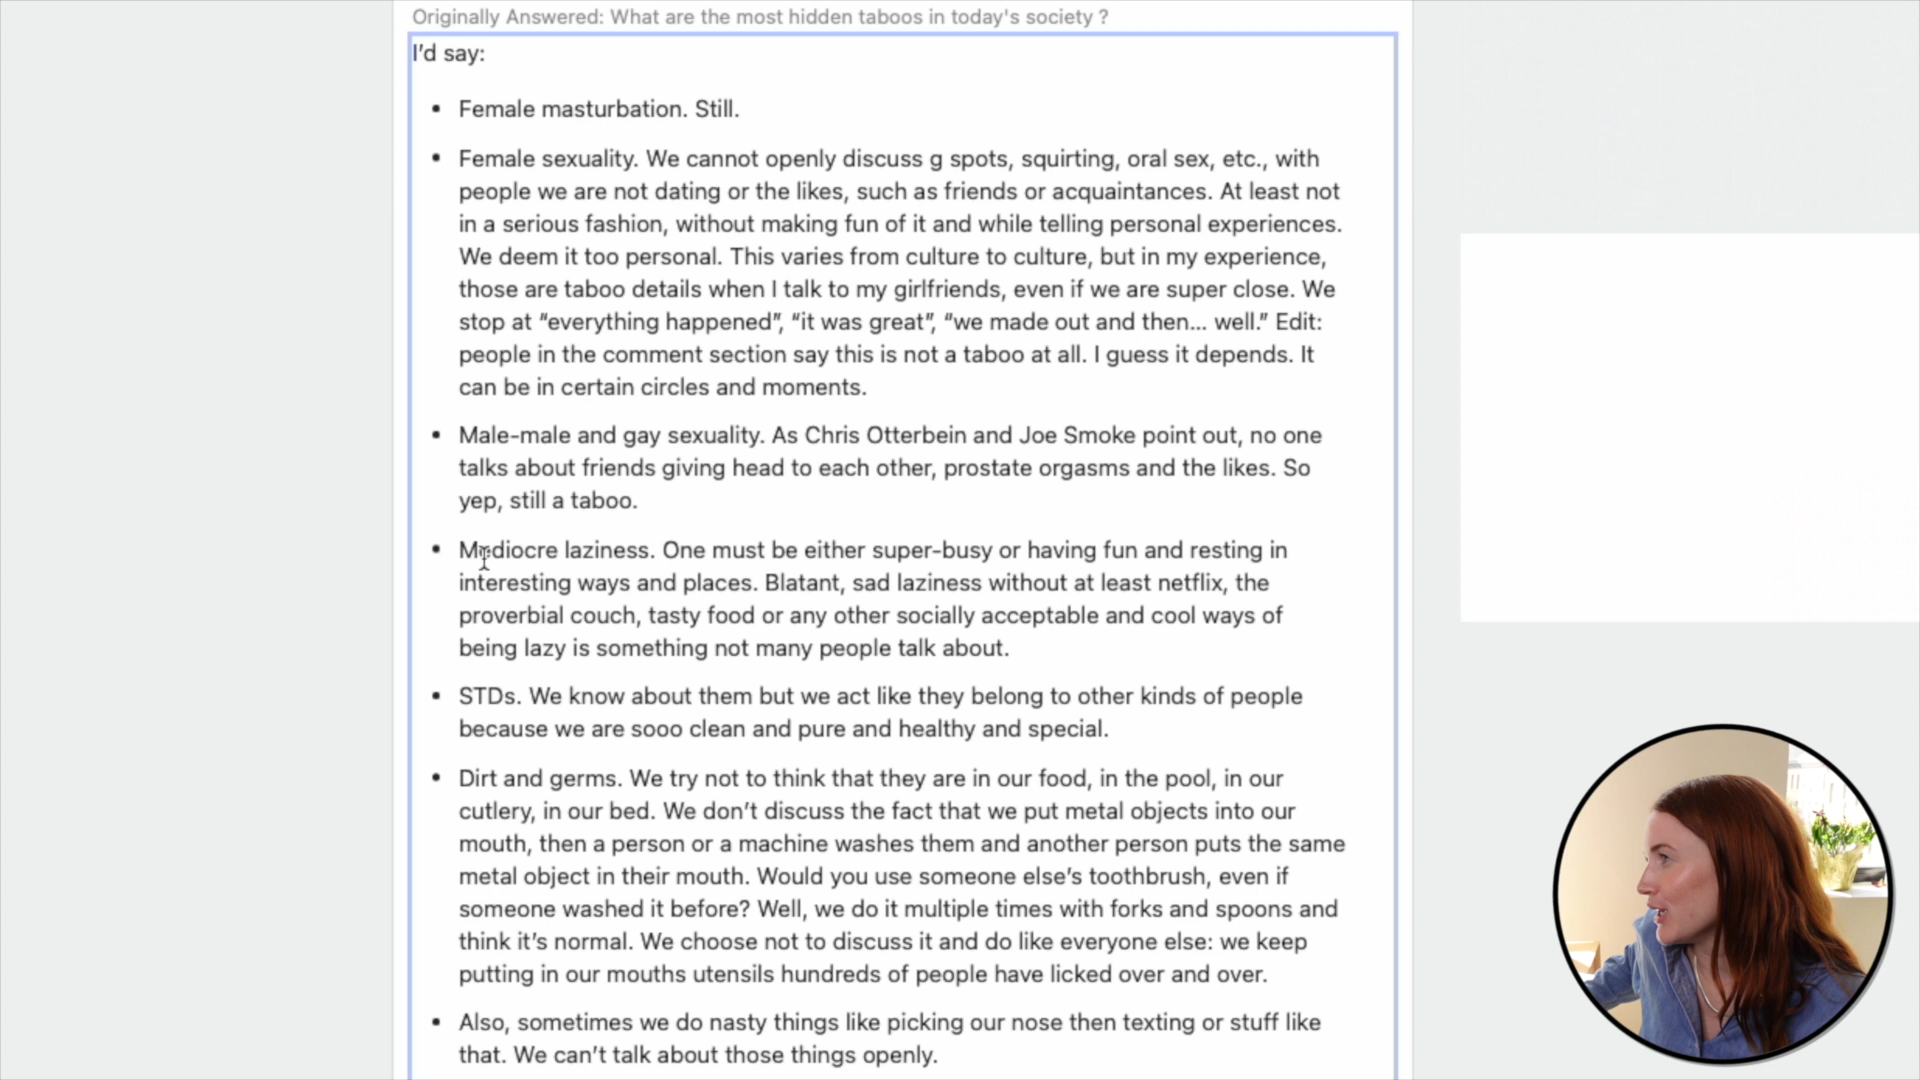 Originally Answered: What are the most hidden taboos in today's society ?
I'd say:
• Female masturbation. Still.
• Female sexuality. We cannot openly discuss g spots, squirting, oral sex, etc., with
people we are not dating or the likes, such as friends or acquaintances. At least not
in a serious fashion, without making fun of it and while telling personal experiences.
We deem it too personal. This varies from culture to culture, but in my experience,
those are taboo details when I talk to my girlfriends, even if we are super close. We
stop at “everything happened”, “it was great”, “we made out and then... well.” Edit:
people in the comment section say this is not a taboo at all. I guess it depends. It
can be in certain circles and moments.
• Male-male and gay sexuality. As Chris Otterbein and Joe Smoke point out, no one
talks about friends giving head to each other, prostate orgasms and the likes. So
yep, still a taboo.
• Mediocre laziness. One must be either super-busy or having fun and resting in
interesting ways and places. Blatant, sad laziness without at least netflix, the
proverbial couch, tasty food or any other socially acceptable and cool ways of
being lazy is something not many people talk about.
• STDs. We know about them but we act like they belong to other kinds of people
because we are sooo clean and pure and healthy and special.
• Dirt and germs. We try not to think that they are in our food, in the pool, in our
cutlery, in our bed. We don’t discuss the fact that we put metal objects into our
mouth, then a person or a machine washes them and another person puts the same
metal object in their mouth. Would you use someone else’s toothbrush, even if
someone washed it before? Well, we do it multiple times with forks and spoons and
think it’s normal. We choose not to discuss it and do like everyone else: we keep
putting in our mouths utensils hundreds of people have licked over and over.
• Also, sometimes we do nasty things like picking our nose then texting or stuff like
that. We can’t talk about those things openly.